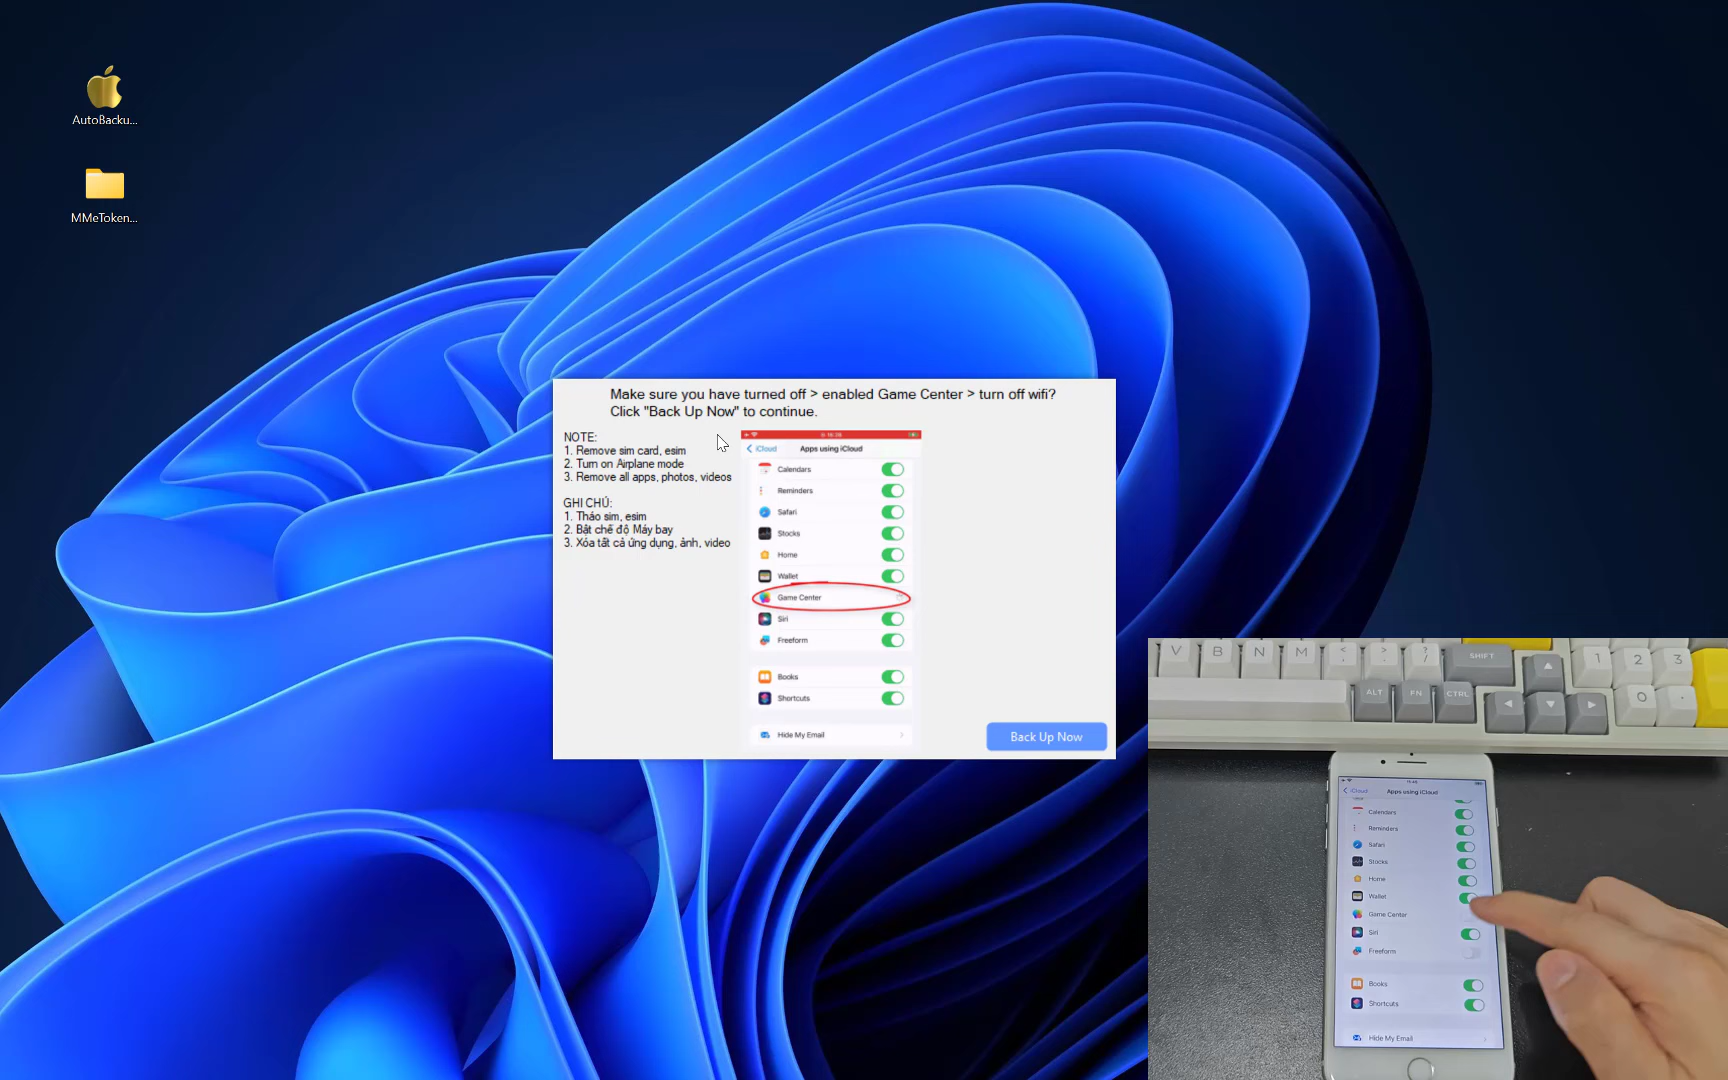 AutoBacku...
MMeToken...
Make sure you have turned off > enabled Game Center > turn off wifi?
Click "Back Up Now" to continue.
NOTE:
1. Remove sim card, esim
2. Turn on Airplane mode
3. Remove all apps, photos, videos
GHI CHÚ:
1. Tháo sim, esim
2. Bật chế độ Máy bay
3. Xóa tất cả ứng dụng, ảnh, video
iCloud
Apps using iCloud
Calendars
Reminders
Safari
Stocks
Home
Wallet
Game Center
Siri
Freeform
Books
Shortcuts
Hide My Email
Back Up Now
V B N M < > ? / SHIFT 1 2 3
ALT FN CTRL 0 .
iCloud Apps using iCloud
Calendars
Reminders
Safari
Stocks
Home
Wallet
Game Center
Siri
Freeform
Books
Shortcuts
Hide My Email